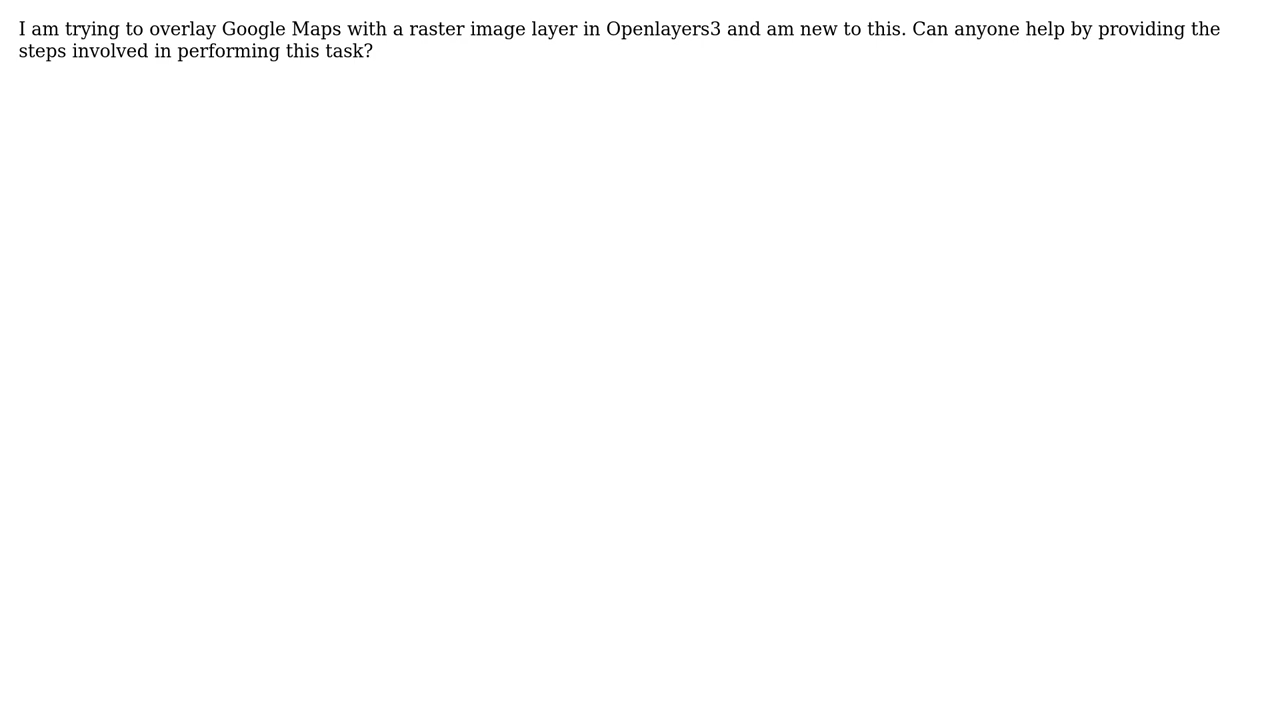 I am trying to overlay Google Maps with a raster image layer in Openlayers3 and am new to this. Can anyone help by providing the
steps involved in performing this task?